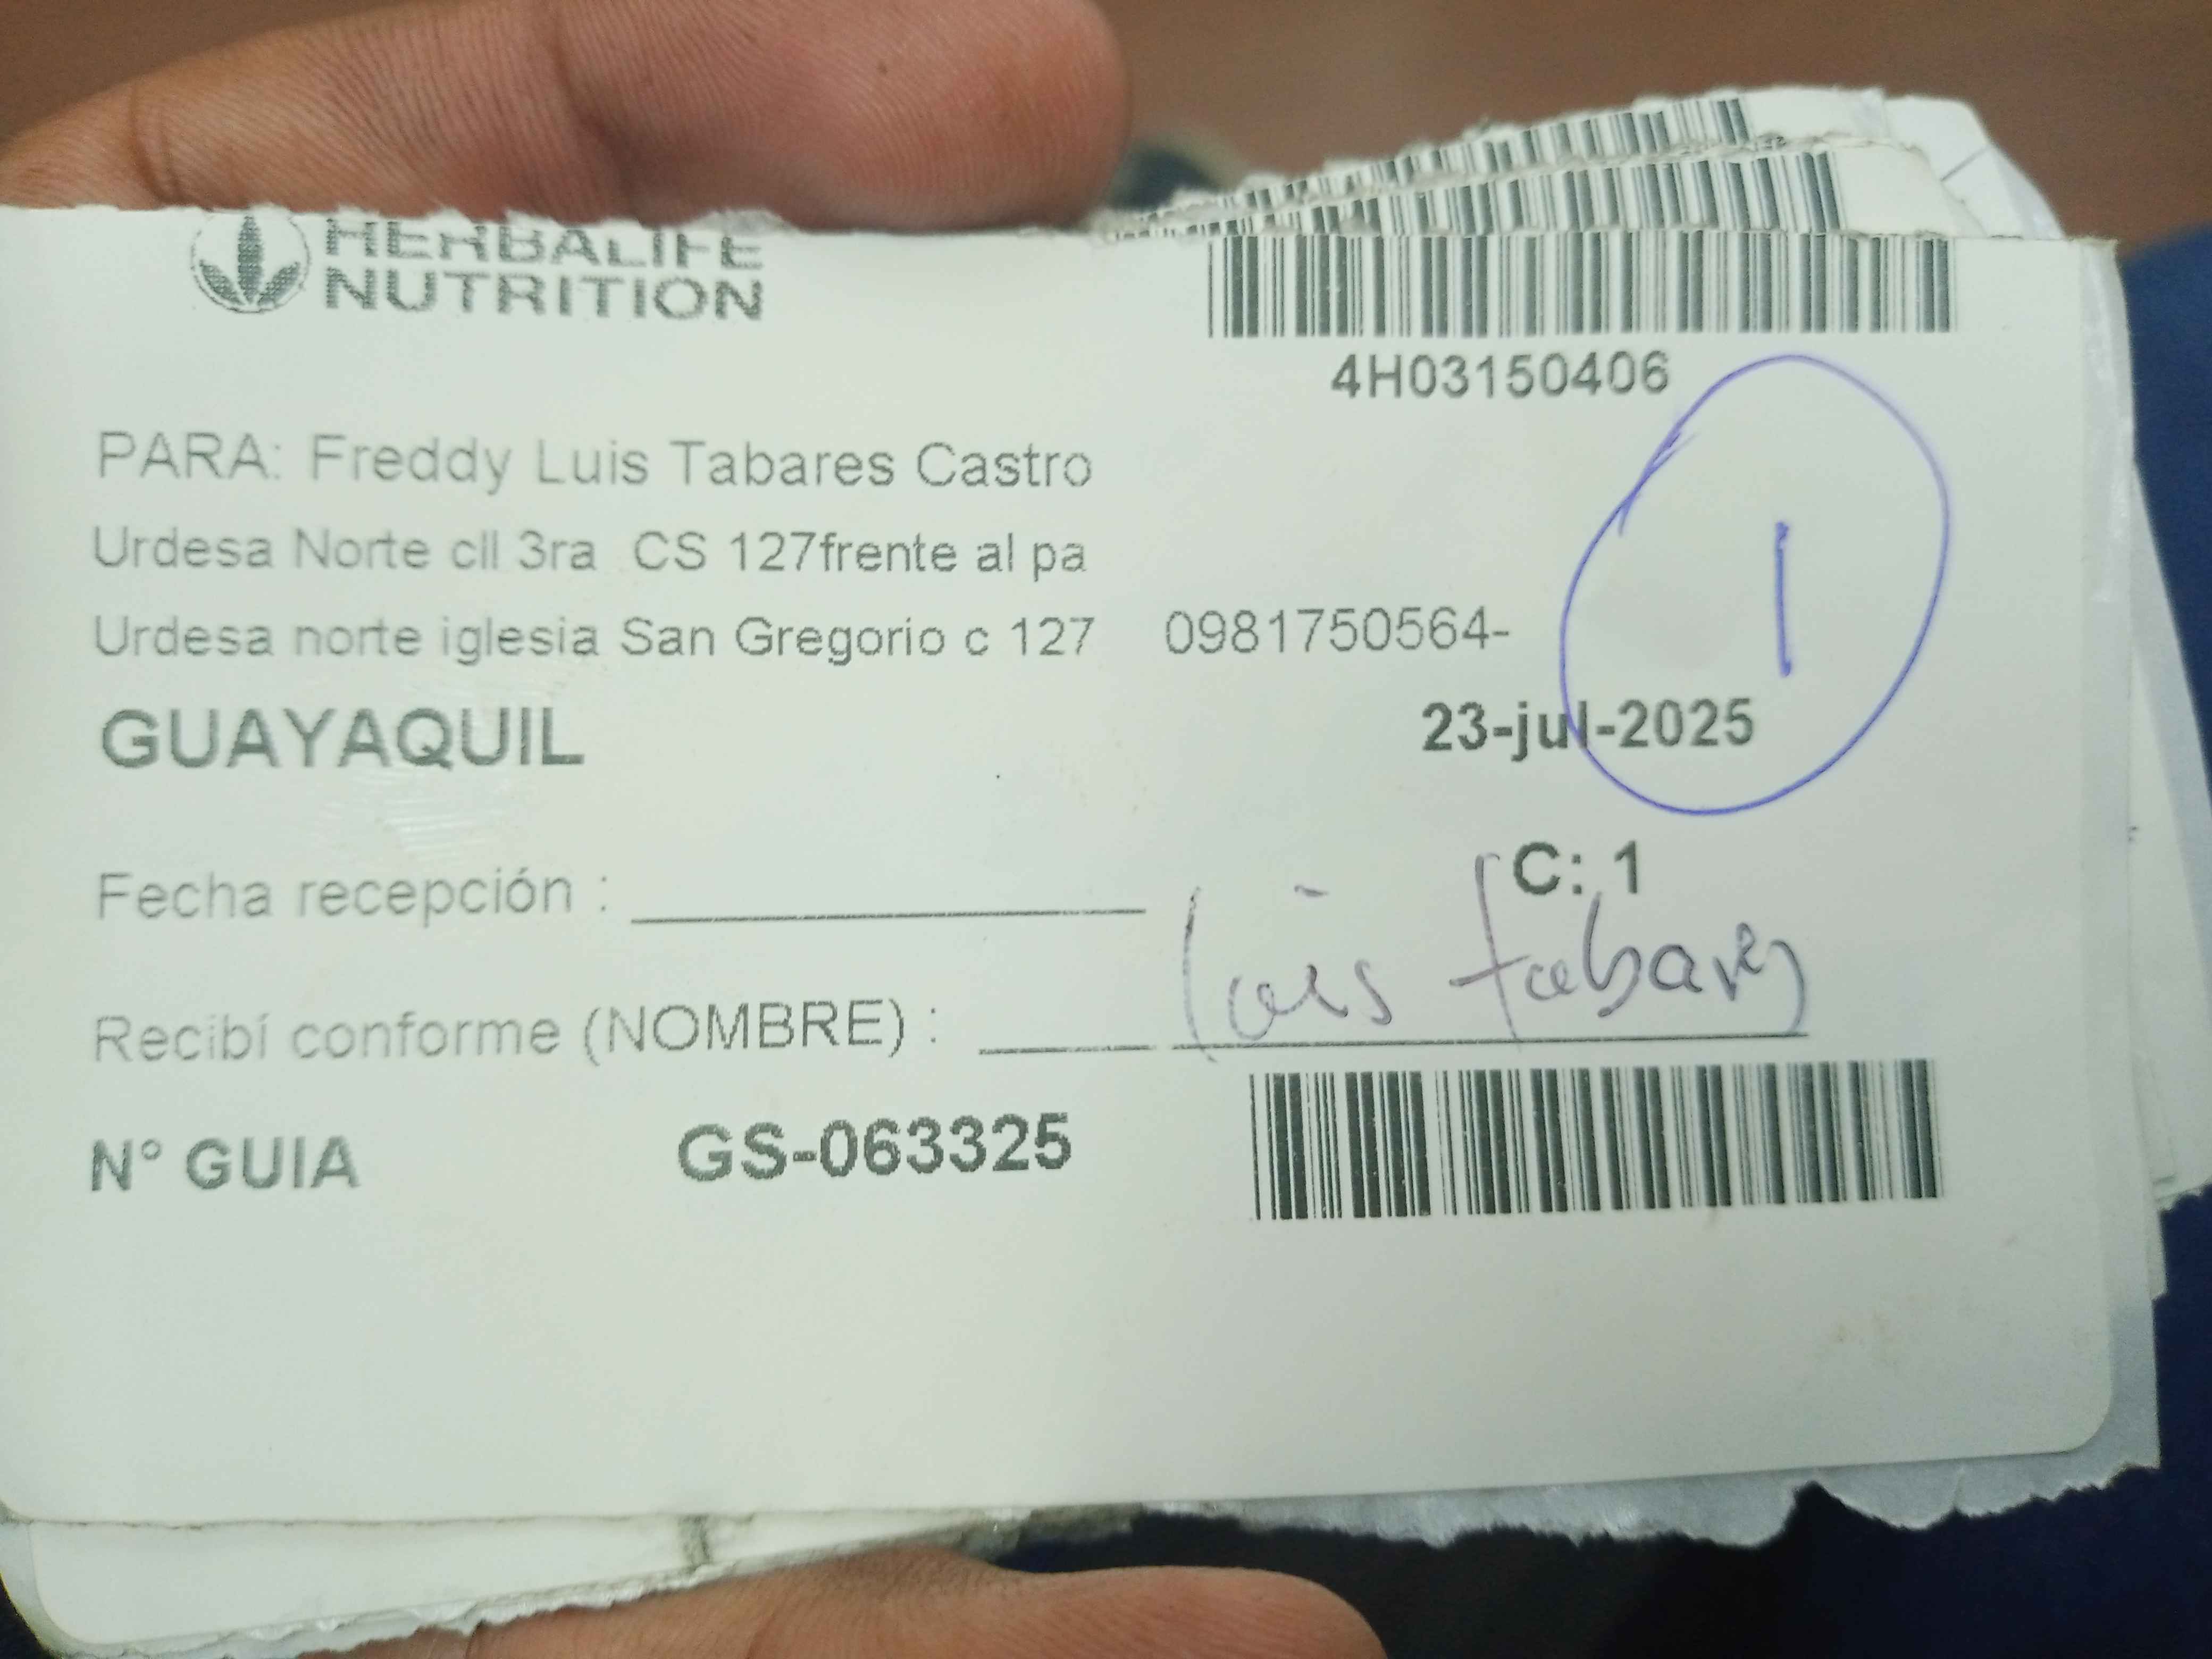 HERBALIFE
NUTRITION
4H03150406
PARA: Freddy Luis Tabares Castro
Urdesa Norte cll 3ra  CS 127frente al pa
Urdesa norte iglesia San Gregorio c 127 0981750564-
1
GUAYAQUIL 23-jul-2025
C: 1
Fecha recepción :
Recibí conforme (NOMBRE) : Luis Tabares
N° GUIA GS-063325